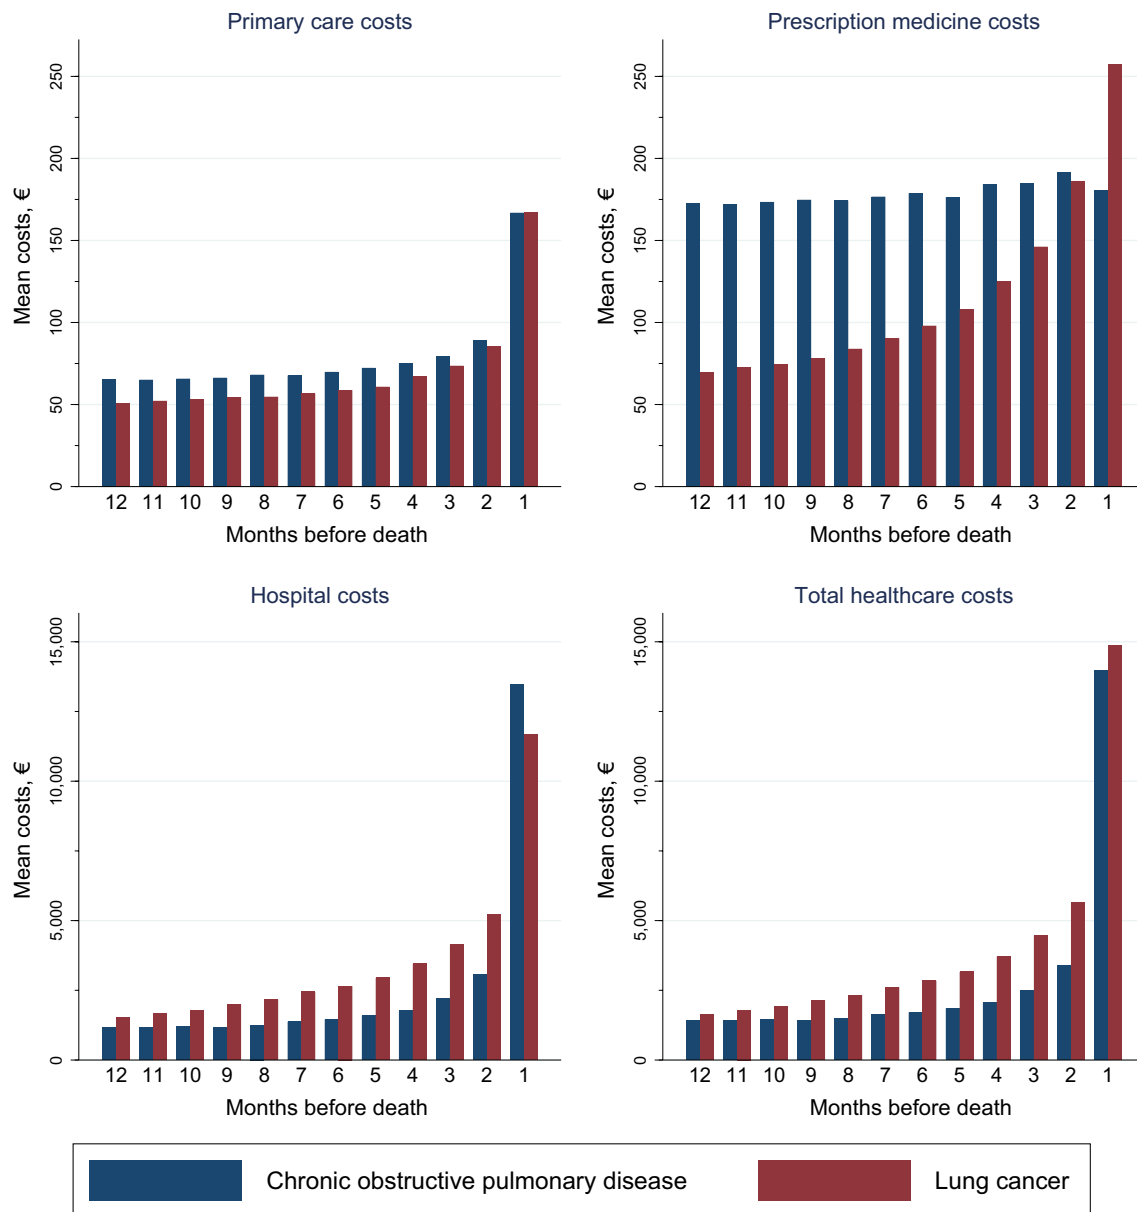 Primary care costs
Mean costs, €
0
50
100
150
200
250
12 11 10 9 8 7 6 5 4 3 2 1
Months before death
Prescription medicine costs
Mean costs, €
0
50
100
150
200
250
12 11 10 9 8 7 6 5 4 3 2 1
Months before death
Hospital costs
Mean costs, €
0
5,000
10,000
15,000
12 11 10 9 8 7 6 5 4 3 2 1
Months before death
Total healthcare costs
Mean costs, €
0
5,000
10,000
15,000
12 11 10 9 8 7 6 5 4 3 2 1
Months before death
Chronic obstructive pulmonary disease
Lung cancer